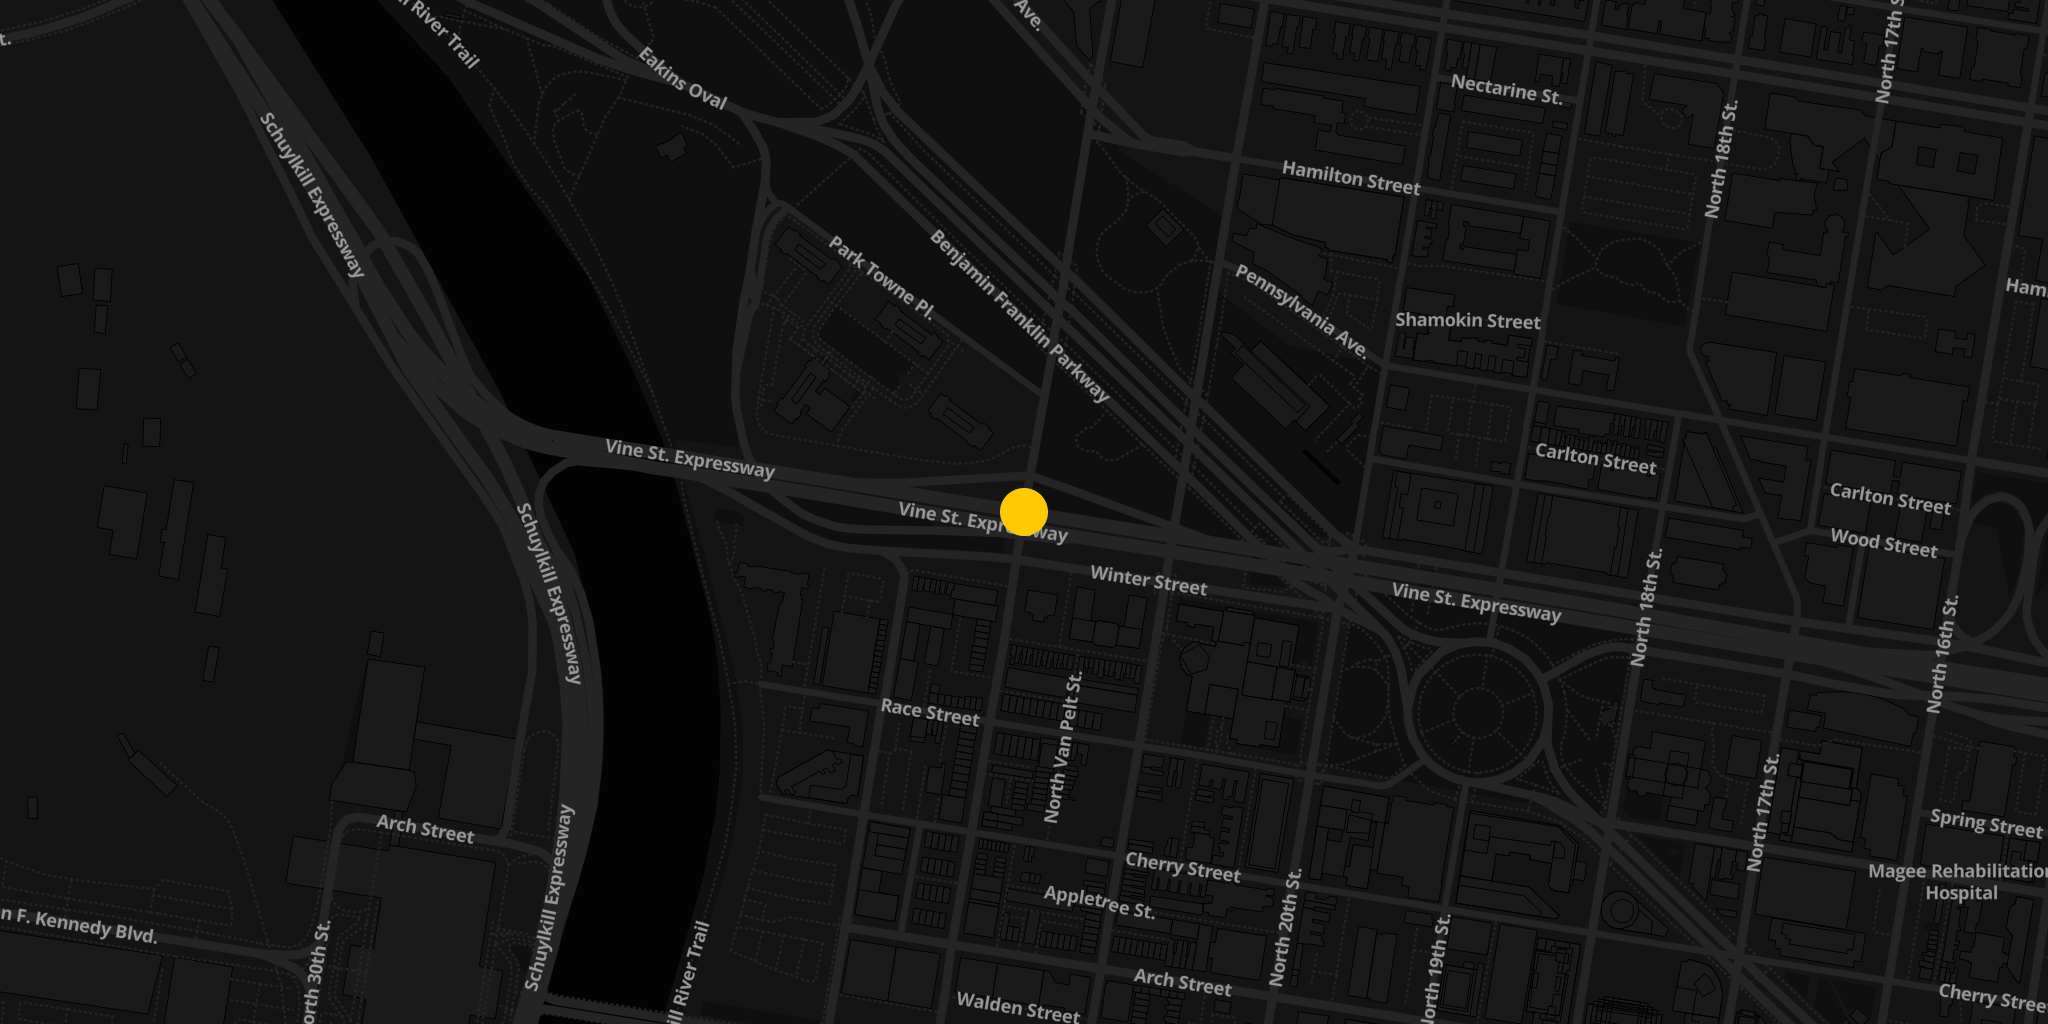 River Trail
Ave.
North 17th S
Eakins Oval
Nectarine St.
Schuylkill Expressway
North 18th St.
Hamilton Street
Park Towne Pl.
Benjamin Franklin Parkway
Pennsylvania Ave.
Shamokin Street
Vine St. Expressway
Carlton Street
Carlton Street
Vine St. Expressway
Wood Street
Schuylkill Expressway
Winter Street
Vine St. Expressway
North 18th St.
North 16th St.
Race Street
North Van Pelt St.
North 17th St.
Arch Street
Spring Street
Cherry Street
Magee Rehabilitation
Hospital
Appletree St.
Schuylkill Expressway
n F. Kennedy Blvd.
North 20th St.
North 19th St.
orth 30th St.
ill River Trail
Arch Street
Walden Street
Cherry Stree